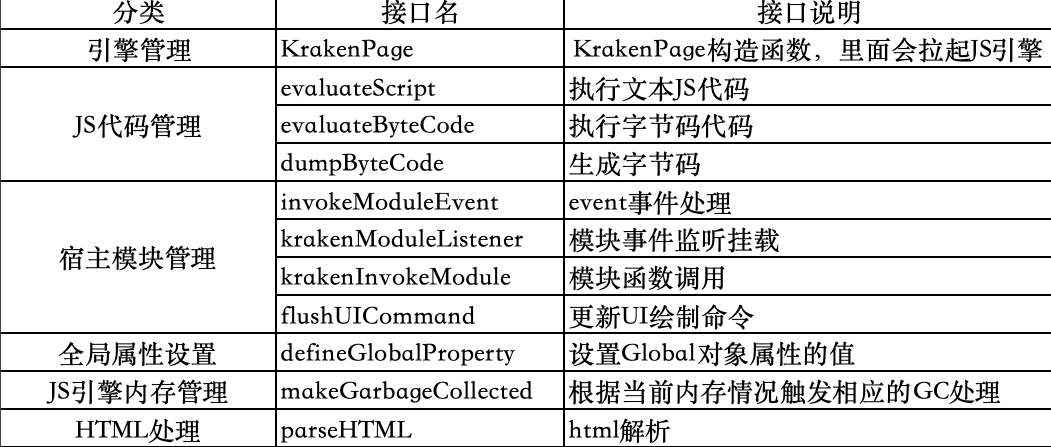 分类 接口名 接口说明
引擎管理 KrakenPage KrakenPage构造函数，里面会拉起JS引擎
JS代码管理 evaluateScript 执行文本JS代码
evaluateByteCode 执行字节码代码
dumpByteCode 生成字节码
宿主模块管理 invokeModuleEvent event事件处理
krakenModuleListener 模块事件监听挂载
krakenInvokeModule 模块函数调用
flushUICommand 更新UI绘制命令
全局属性设置 defineGlobalProperty 设置Global对象属性的值
JS引擎内存管理 makeGarbageCollected 根据当前内存情况触发相应的GC处理
HTML处理 parseHTML html解析